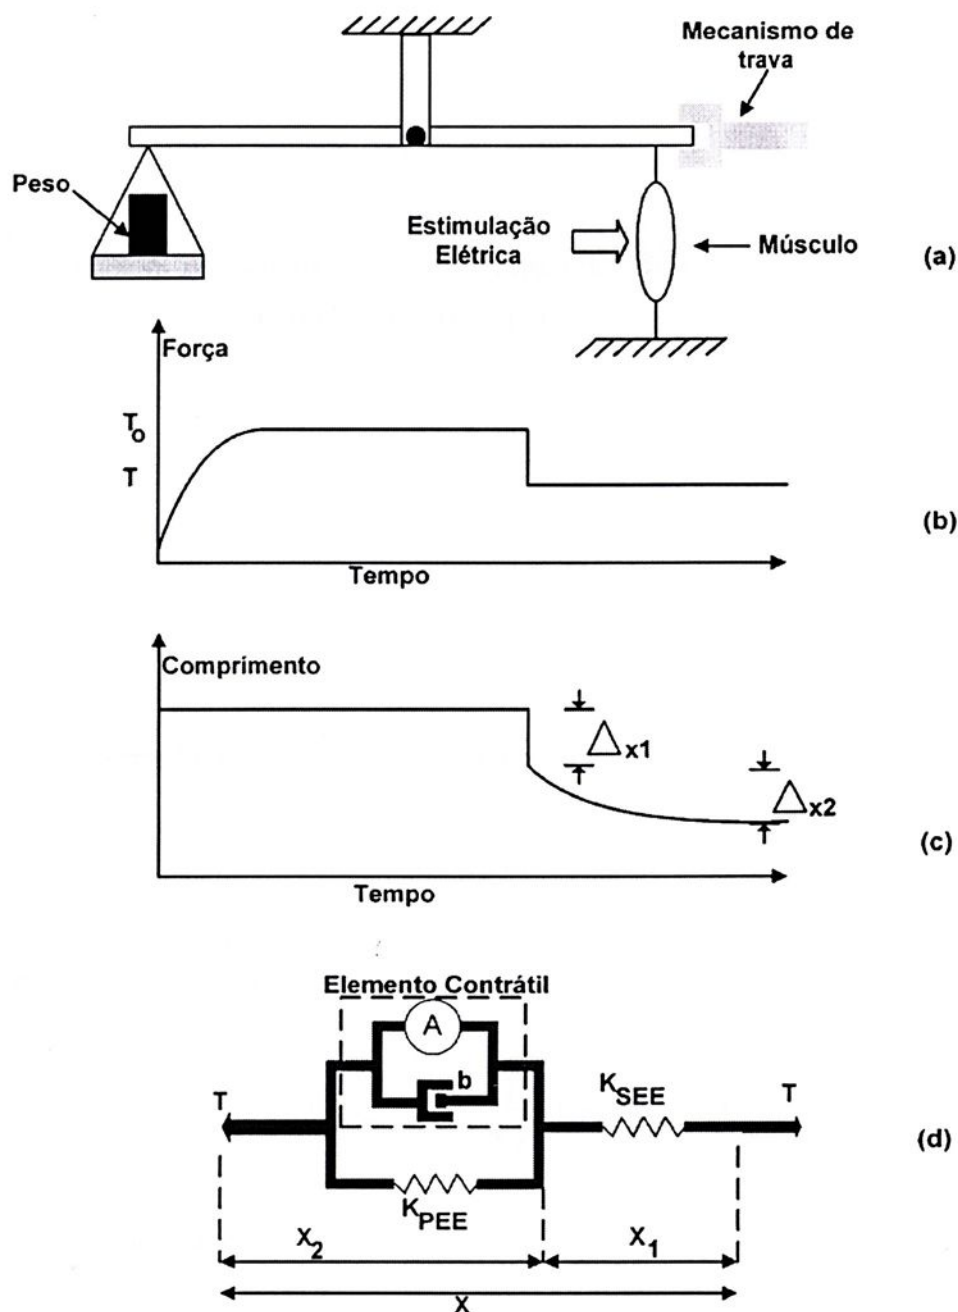 Mecanismo de
trava
Peso
Estimulação
Elétrica
Músculo
(a)
Força
To
T
(b)
Tempo
Comprimento
Δx1
Δx2
(c)
Tempo
Elemento Contrátil
A
b
T
KSEE
T
(d)
KPEE
X2
X1
X